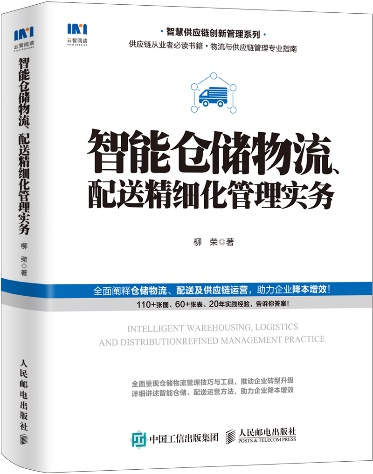 智慧供应链创新管理系列
供应链从业者必读书籍·物流与供应链管理专业指南
智能仓储物流、
配送精细化管理实务
柳 荣◎著
全面阐释仓储物流、配送及供应链运营，助力企业降本增效！
110+张图、60+张表、20年实践经验，告诉你答案！
INTELLIGENT WAREHOUSING, LOGISTICS
AND DISTRIBUTIONREFINED MANAGEMENT PRACTICE
全面呈现仓储物流管理技巧与工具，推动企业转型升级
详细讲述智能仓储、配送运营方法，助力企业降本增效
中国工信出版集团
人民邮电出版社
POSTS & TELECOM PRESS
智能仓储物流、配送精细化管理实务
柳 荣◎著
人民邮电出版社